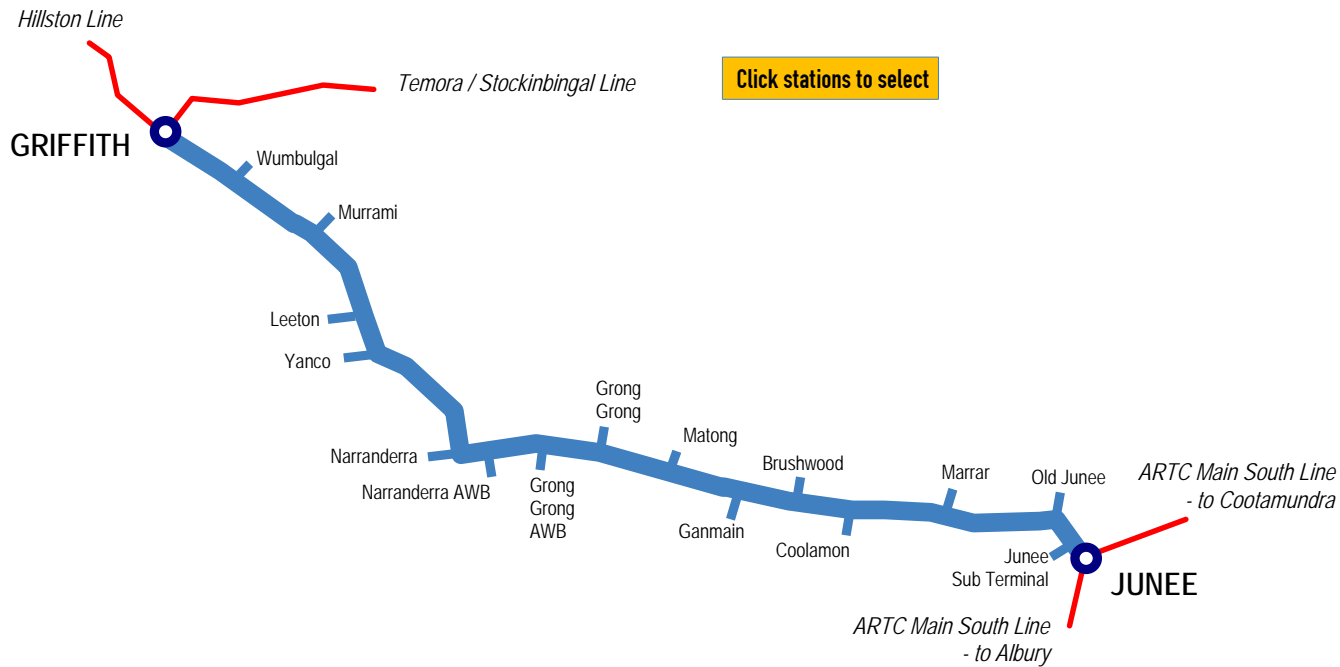 Hillston Line
Temora / Stockinbingal Line
Click stations to select
GRIFFITH
Wumbulgal
Murrami
Leeton
Yanco
Grong
Grong
Matong
Narranderra
Brushwood
Marrar
Old Junee
ARTC Main South Line
- to Cootamundra
Narranderra AWB
Grong
Grong
AWB
Ganmain
Coolamon
Junee
Sub Terminal
JUNEE
ARTC Main South Line
- to Albury